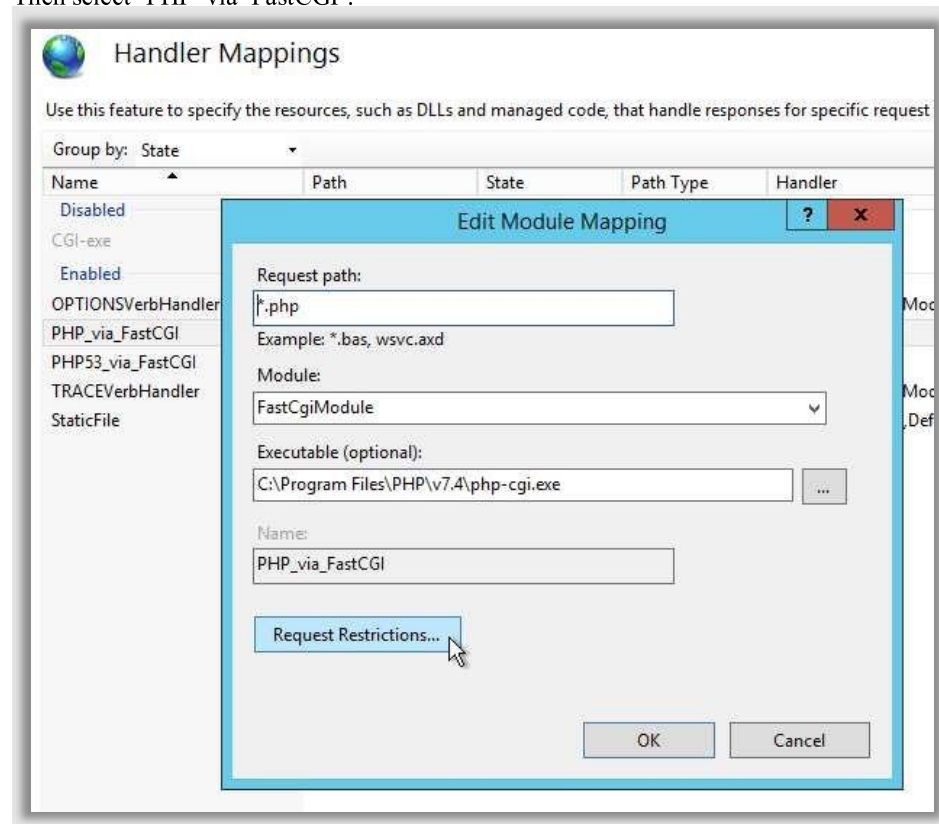 Then select "PHP_via_FastCGI".
Handler Mappings
Use this feature to specify the resources, such as DLLs and managed code, that handle responses for specific request
Group by: State
Name Path State Path Type Handler
Disabled
CGI-exe
Enabled
OPTIONSVerbHandler
PHP_via_FastCGI
PHP53_via_FastCGI
TRACEVerbHandler
StaticFile
Moc
Moc
,Def
Edit Module Mapping
? x
Request path:
*.php
Example: *.bas, wsvc.axd
Module:
FastCgiModule
Executable (optional):
C:\Program Files\PHP\v7.4\php-cgi.exe
...
Name:
PHP_via_FastCGI
Request Restrictions...
OK Cancel